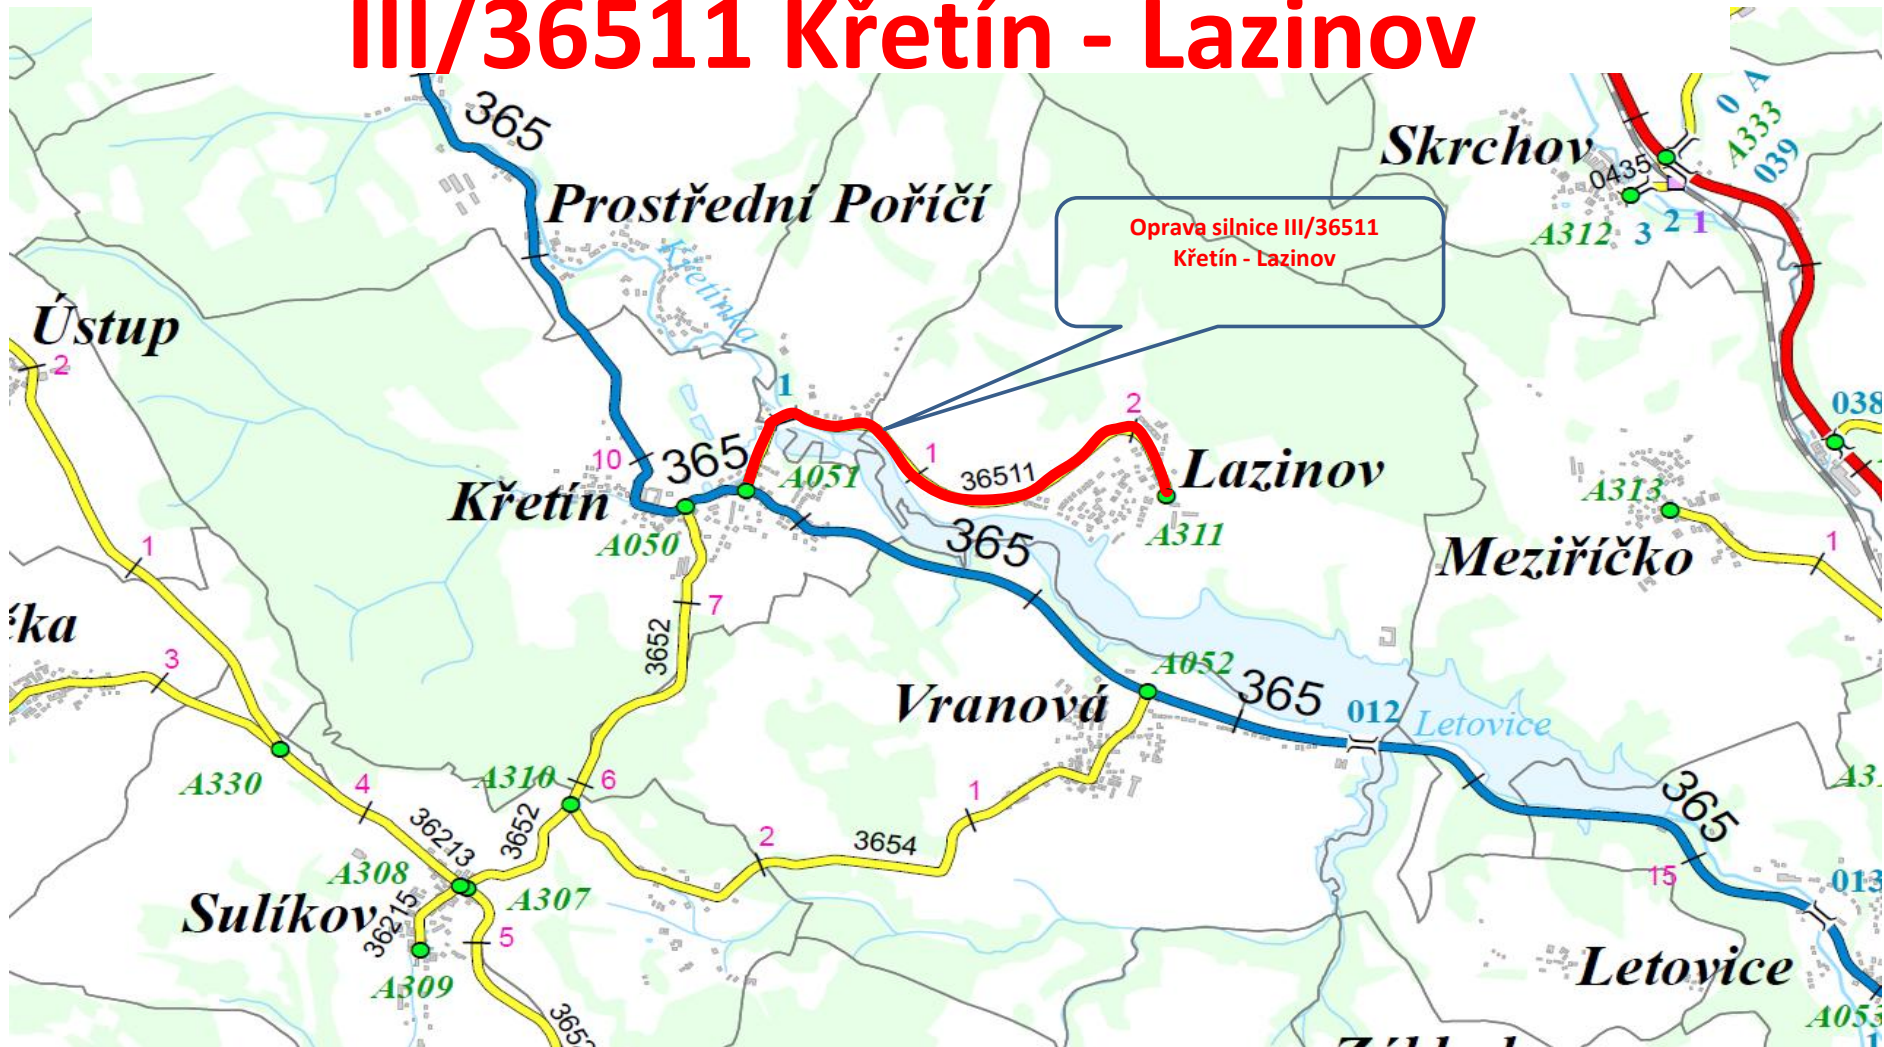 III/36511 Křetín - Lazinov
365
Skrchov
0435
0
A
A333
039
Prostřední Poříčí
Oprava silnice III/36511
Křetín - Lazinov
A312
3
2
1
Křetínka
Ústup
2
1
038
2
10
365
A051
1
36511
Lazinov
Křetín
A313
A050
A311
365
1
Meziříčko
1
7
3652
3
A052
365
Vranová
012
Letovice
A330
A310
6
4
1
365
36213
3652
2
3654
A308
15
013
A307
Sulíkov
36215
5
Letovice
A309
A053